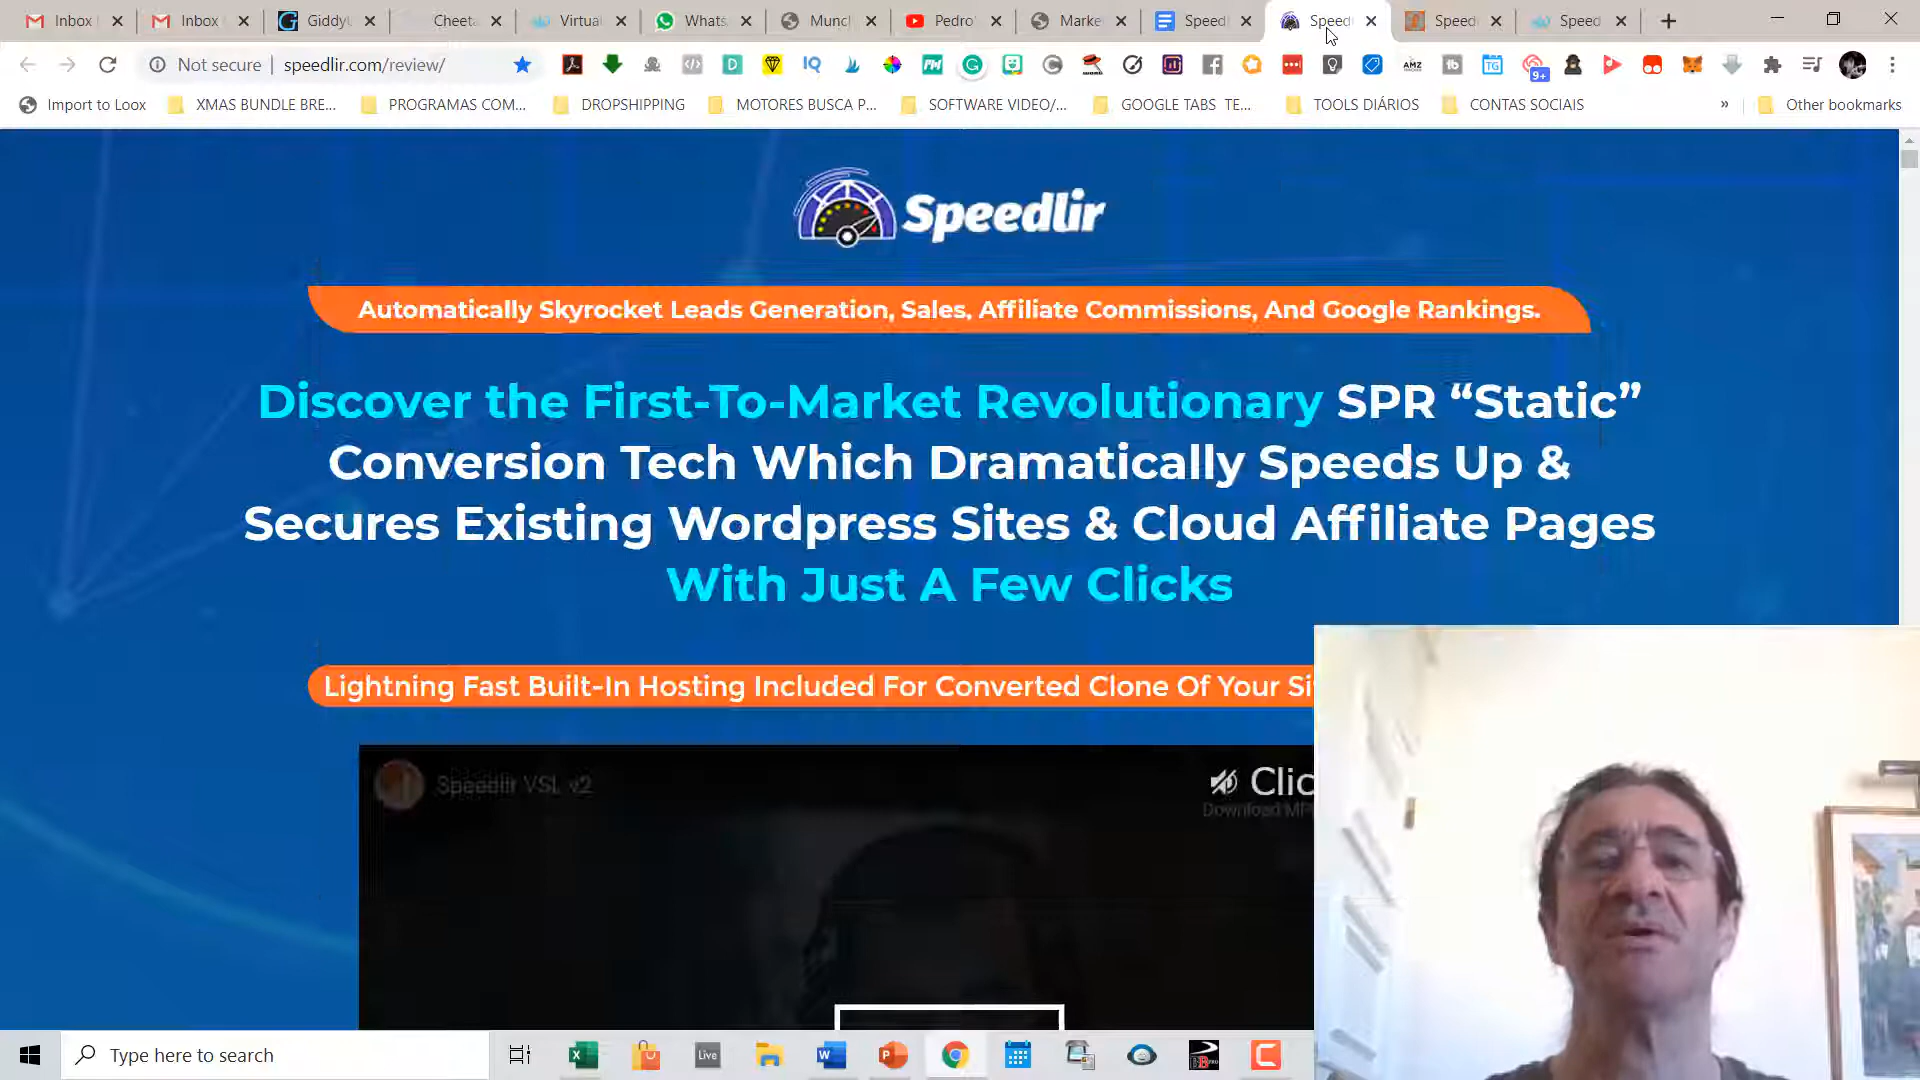 Inbox
Inbox
Giddy
Cheeta
Virtua
Whats
Munch
Pedro
Marke
Speed
Speed
Speed
Speed
Not secure
speedlir.com/review/
9+
Import to Loox
XMAS BUNDLE BRE...
PROGRAMAS COM...
DROPSHIPPING
MOTORES BUSCA P...
SOFTWARE VIDEO/...
GOOGLE TABS TE...
TOOLS DIÁRIOS
CONTAS SOCIAIS
»
Other bookmarks
Speedlir
Automatically Skyrocket Leads Generation, Sales, Affiliate Commissions, And Google Rankings.
Discover the First-To-Market Revolutionary SPR “Static”
Conversion Tech Which Dramatically Speeds Up &
Secures Existing Wordpress Sites & Cloud Affiliate Pages
With Just A Few Clicks
Lightning Fast Built-In Hosting Included For Converted Clone Of Your Si
Speedlir VSL v2
Clic
Download MP
Type here to search
Live